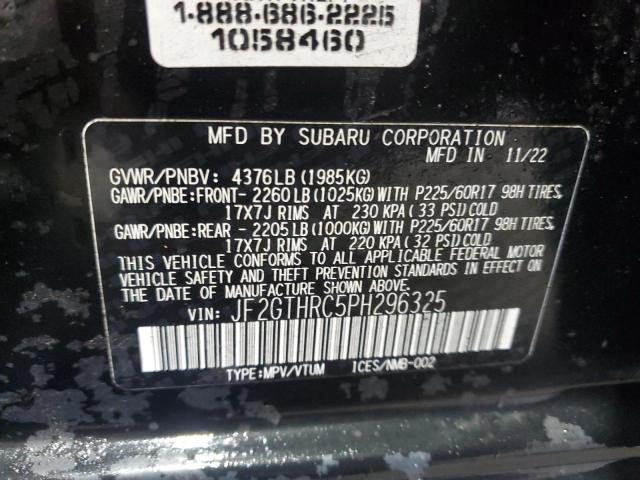 1-888-686-2225
1058460
MFD BY SUBARU CORPORATION
MFD IN 11/22
GVWR/PNBV: 4376LB (1985KG)
GAWR/PNBE:FRONT- 2260LB (1025KG) WITH P225/60R17 98H TIRES,
17X7J RIMS AT 230 KPA (33 PSI) COLD
GAWR/PNBE:REAR - 2205LB (1000KG) WITH P225/60R17 98H TIRES,
17X7J RIMS AT 220 KPA (32 PSI) COLD
THIS VEHICLE CONFORMS TO ALL APPLICABLE FEDERAL MOTOR
VEHICLE SAFETY AND THEFT PREVENTION STANDARDS IN EFFECT ON THE
DATE OF MANUFACTURE SHOWN ABOVE.
VIN: JF2GTHRC5PH296325
TYPE:MPV/VTUM ICES/NMB-002